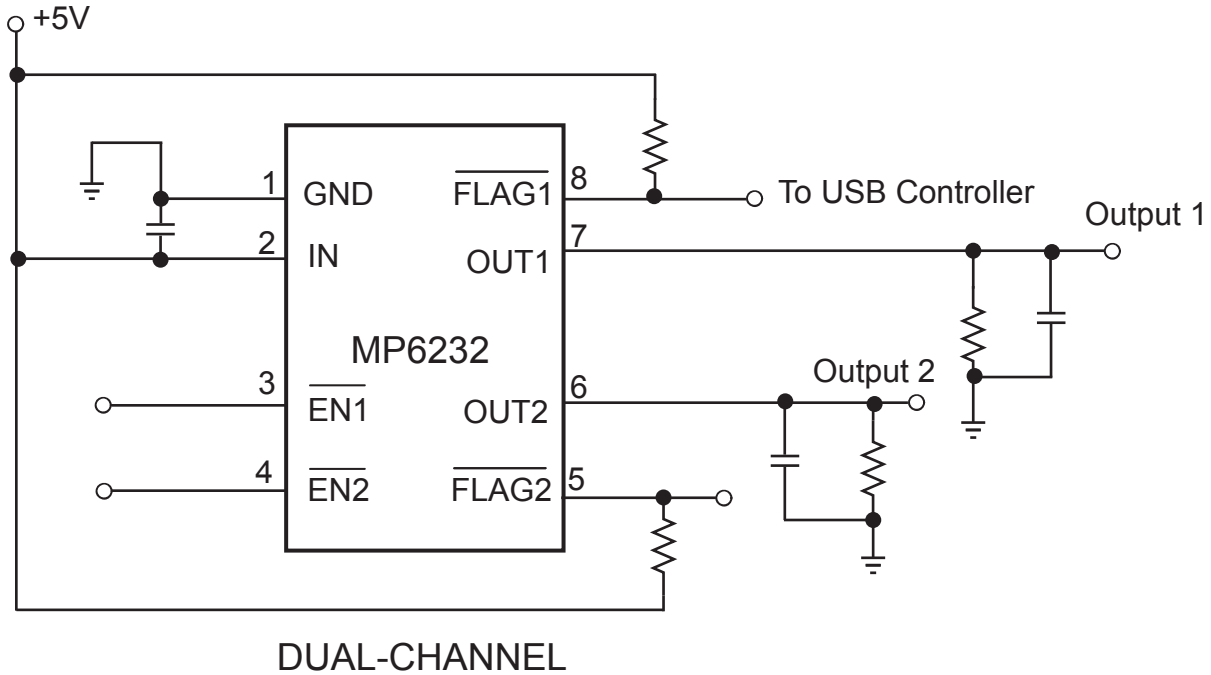 +5V
1
GND
FLAG1
8
To USB Controller
Output 1
2
IN
7
OUT1
MP6232
Output 2
3
EN1
6
OUT2
4
EN2
FLAG2
5
DUAL-CHANNEL